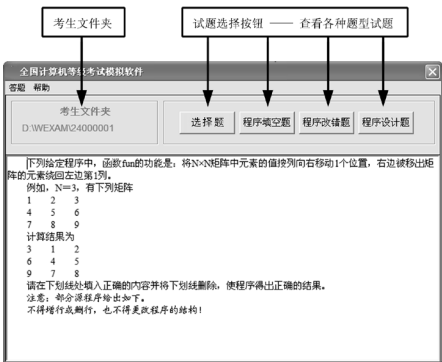 考生文件夹
试题选择按钮 —— 查看各种题型试题
全国计算机等级考试模拟软件
答题 帮助
考生文件夹
D:\WEXAM\24000001
选择题 程序填空题 程序改错题 程序设计题
下列给定程序中，函数fun的功能是：将N×N矩阵中元素的值按列向右移动1个位置，右边被移出矩
阵的元素绕回左边第1列。
例如，N=3，有下列矩阵
1 2 3
4 5 6
7 8 9
计算结果为
3 1 2
6 4 5
9 7 8
请在下划线处填入正确的内容并将下划线删除，使程序得出正确的结果。
注意：部分源程序给出如下。
不得增行或删行，也不得更改程序的结构！